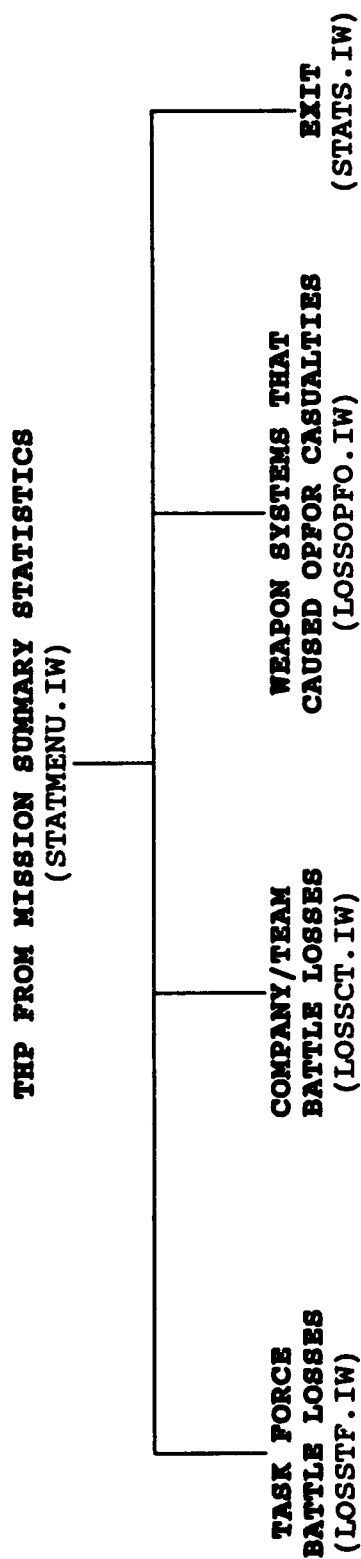 THP FROM MISSION SUMMARY STATISTICS
(STATMENU.IW)
TASK FORCE
BATTLE LOSSES
(LOSSTF.IW)
COMPANY/TEAM
BATTLE LOSSES
(LOSSCT.IW)
WEAPON SYSTEMS THAT
CAUSED OPFOR CASUALTIES
(LOSSOPFO.IW)
EXIT
(STATS.IW)